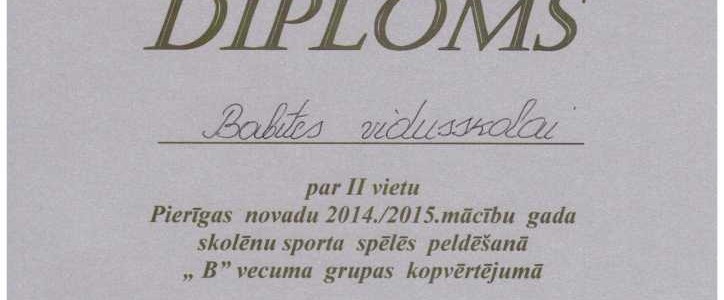 DIPLOMS
Babītes vidusskolai
par II vietu
Pierīgas novadu 2014./2015.mācību gada
skolēnu sporta spēlēs peldēšanā
„ B” vecuma grupas kopvērtējumā